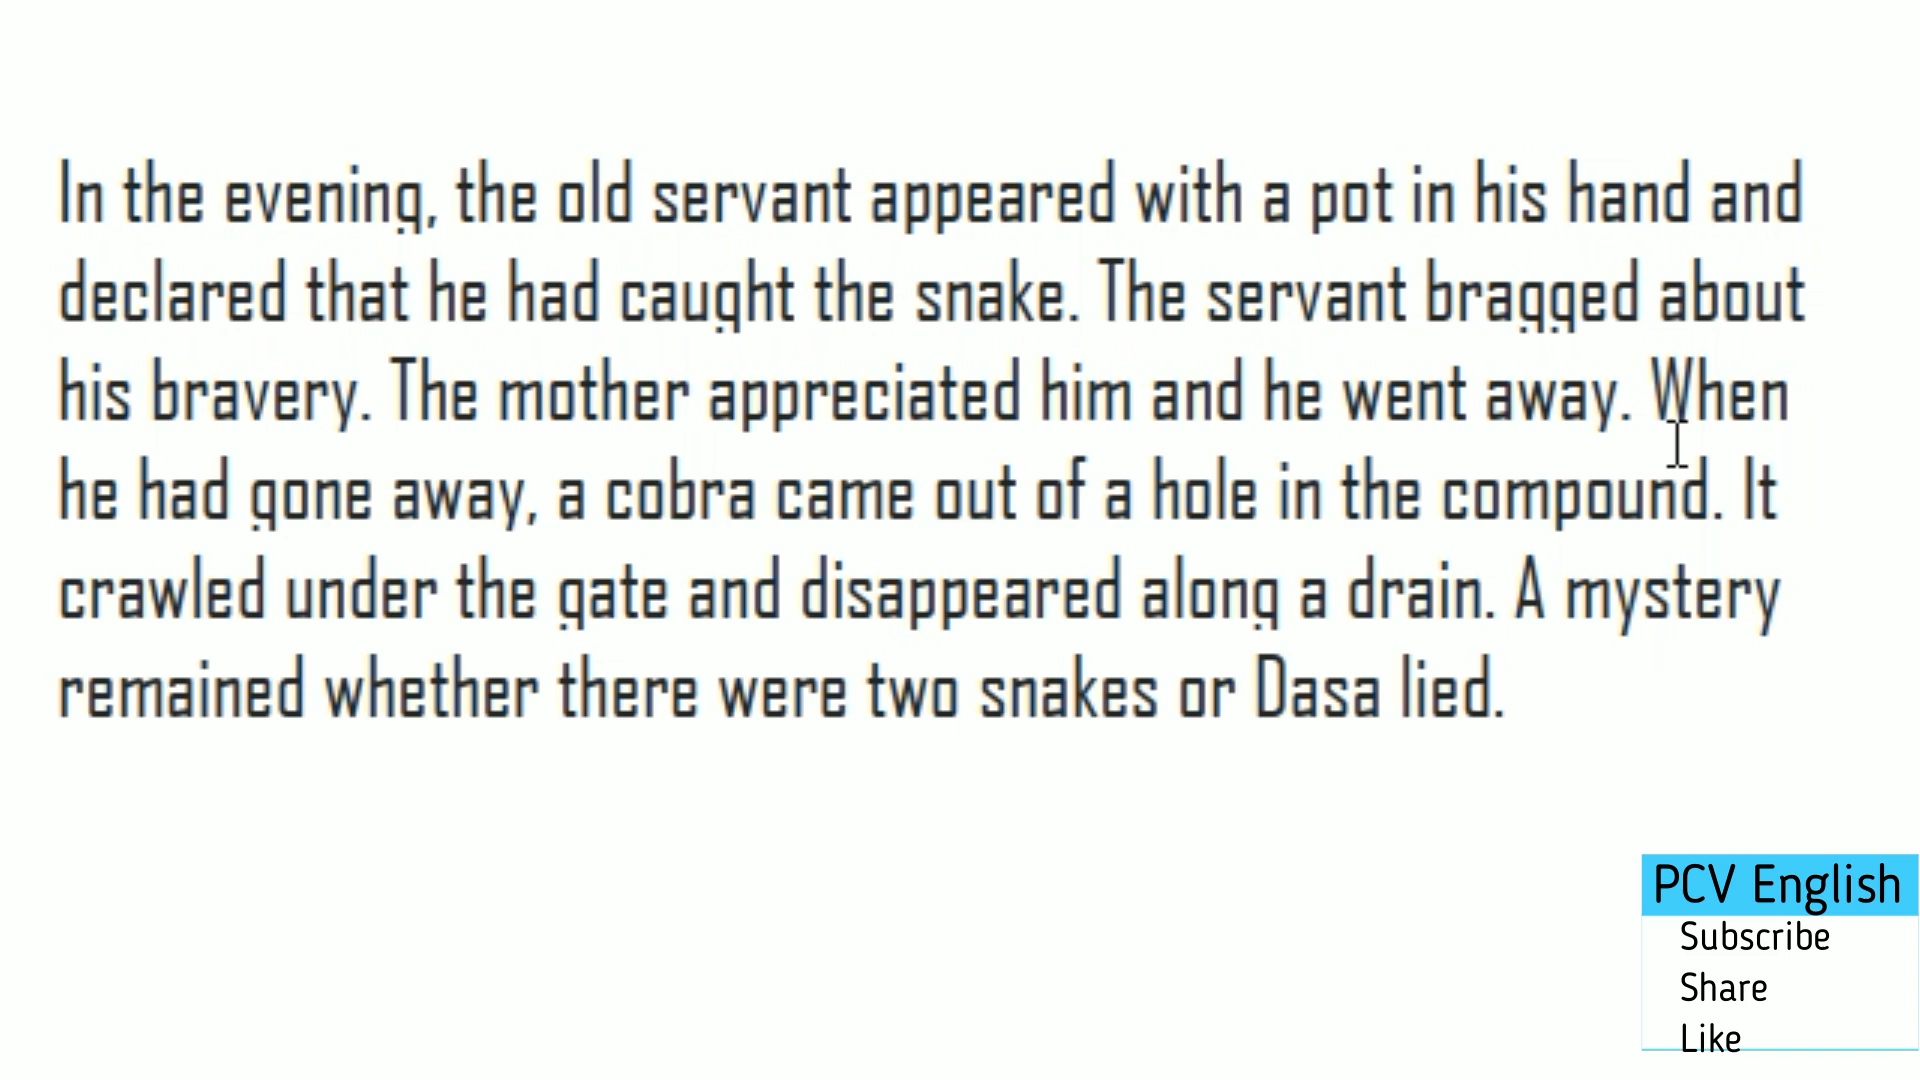 In the evening, the old servant appeared with a pot in his hand and
declared that he had caught the snake. The servant bragged about
his bravery. The mother appreciated him and he went away. When
he had gone away, a cobra came out of a hole in the compound. It
crawled under the gate and disappeared along a drain. A mystery
remained whether there were two snakes or Dasa lied.
PCV English
Subscribe
Share
Like